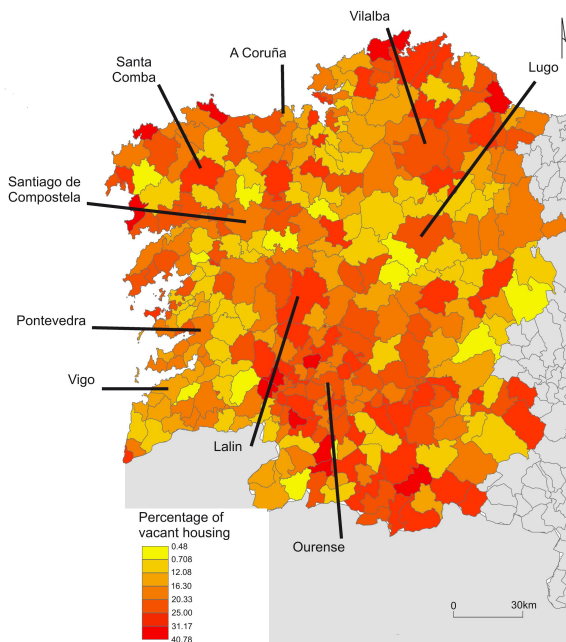 Vilalba
A Coruña
Santa
Comba
Lugo
Santiago de
Compostela
Pontevedra
Vigo
Lalin
Ourense
Percentage of
vacant housing
0.48
0.708
12.08
16.30
20.33
25.00
31.17
40.78
0 30km